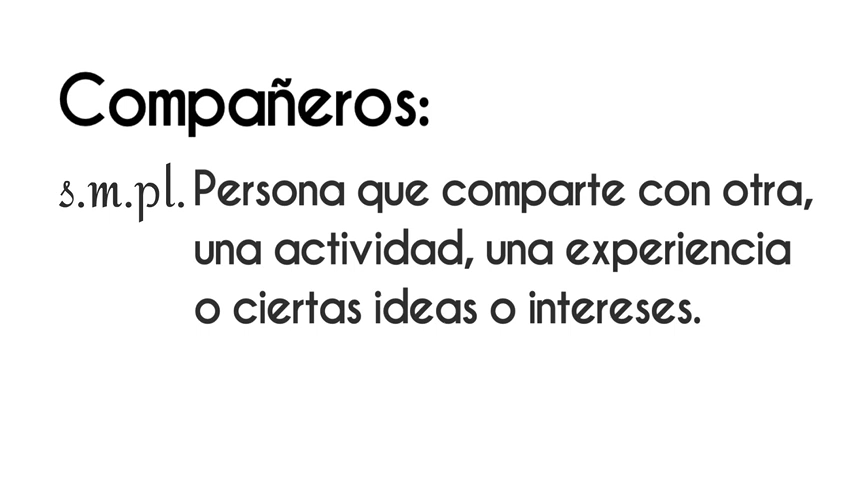 Compañeros:
s.m.pl. Persona que comparte con otra,
una actividad, una experiencia
o ciertas ideas o intereses.